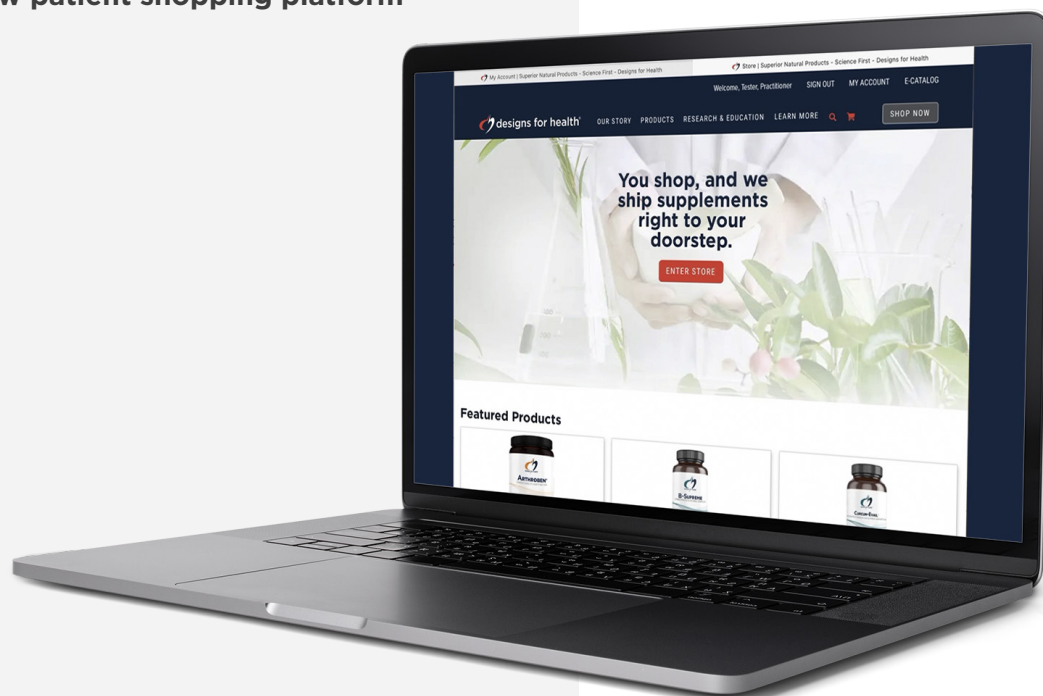 patient shopping platform
My Account | Superior Natural Products - Science First - Designs for Health
Store | Superior Natural Products - Science First - Designs for Health
Welcome, Tester, Practitioner SIGN OUT MY ACCOUNT E-CATALOG
designs for health® OUR STORY PRODUCTS RESEARCH & EDUCATION LEARN MORE SHOP NOW
You shop, and we
ship supplements
right to your
doorstep.
ENTER STORE
Featured Products
ARTHROBEN
B-SUPREME